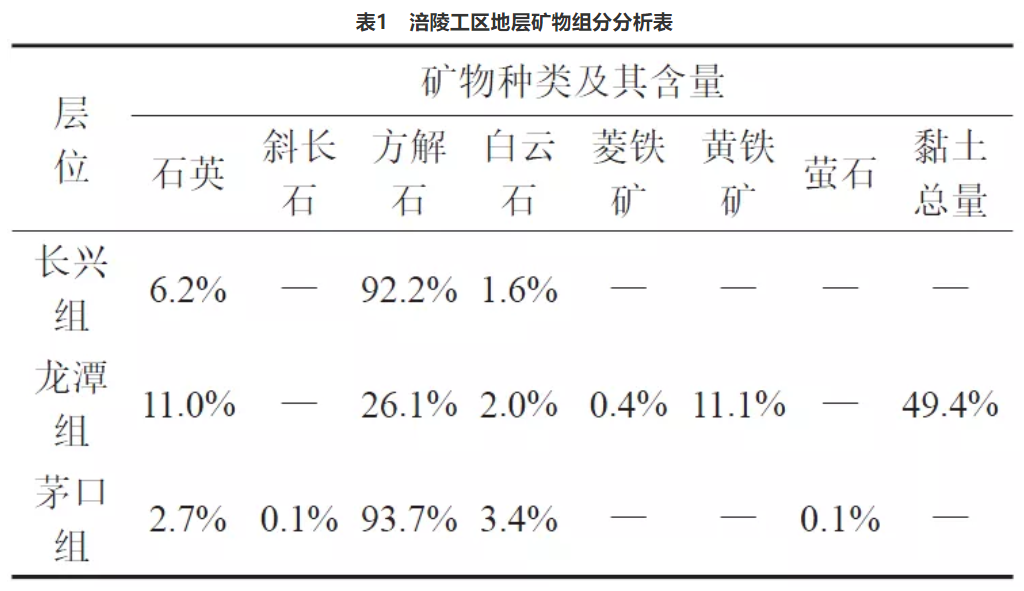 表1 涪陵工区地层矿物组分分析表
层位 矿物种类及其含量
石英 斜长石 方解石 白云石 菱铁矿 黄铁矿 萤石 黏土总量
长兴组 6.2% — 92.2% 1.6% — — — —
龙潭组 11.0% — 26.1% 2.0% 0.4% 11.1% — 49.4%
茅口组 2.7% 0.1% 93.7% 3.4% — — 0.1% —